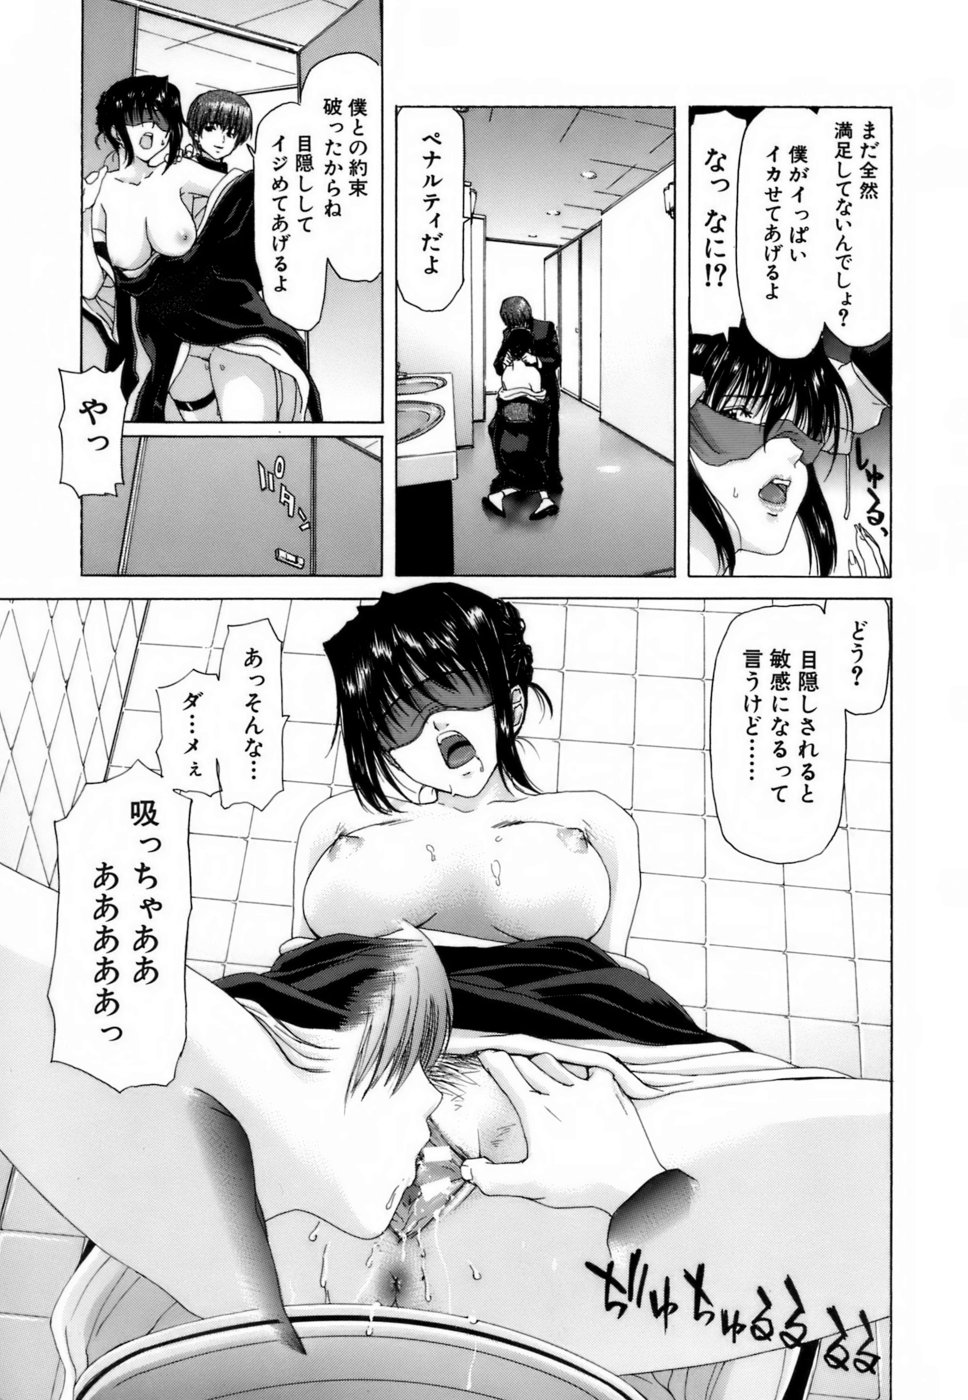 まだ全然
満足してないんでしょ?
僕がイっぱい
イカせてあげるよ
なっ なに!?
しゅる、
ペナルティだよ
僕との約束
破ったからね
目隠しして
イジめてあげるよ
やっ
パタン
どう?
目隠しされると
敏感になるって
言うけど……
あっそんな…
ダ…メぇ
吸っちゃああ
あああああっ
ぢゅちゅるるるる